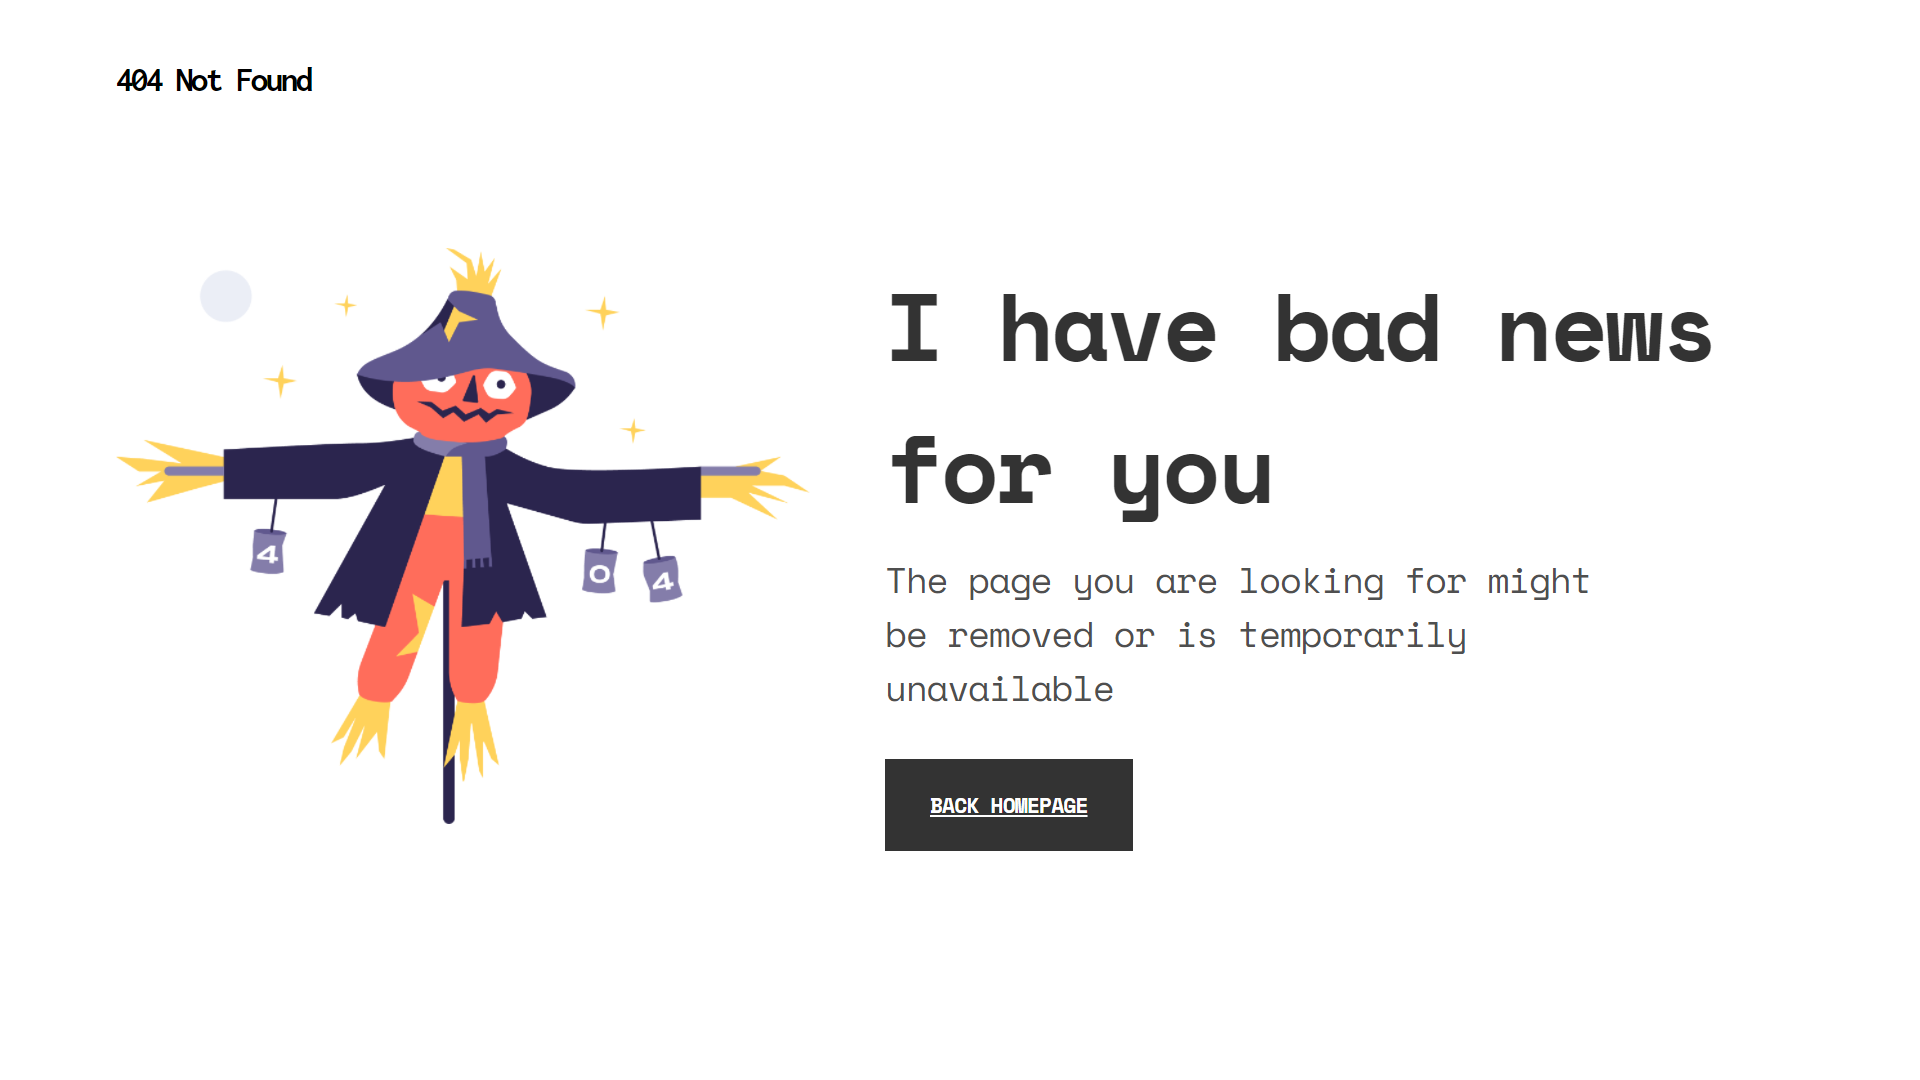 404 Not Found
4
0
4
I have bad news
for you
The page you are looking for might
be removed or is temporarily
unavailable
BACK HOMEPAGE